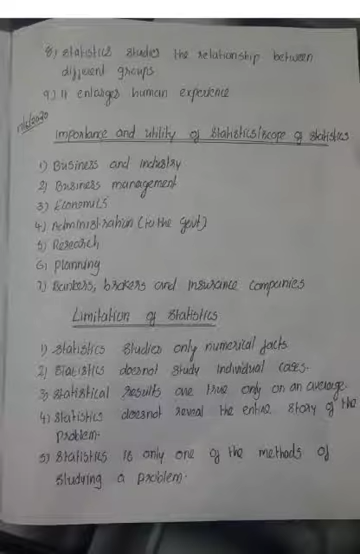 8) statistics studies the relationship between
different groups
9) It enlarges human experience
Importance and utility of statistics/scope of statistics
1) Business and industry
2) Business management
3) Economics
4) Administration (to the govt)
5) Research
6) planning
7) Bankers, brokers and Insurance companies
Limitation of statistics
1) statistics studies only numerical facts.
2) statistics doesnot study individual cases.
3) statistical results are true only on an average.
4) statistics doesnot reveal the entire story of the
problem.
5) statistics is only one of the methods of
studying a problem.